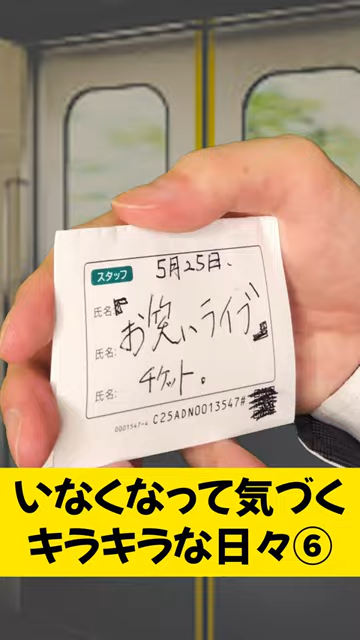 スタッフ
5月25日、
氏名
お笑いライブ
氏名:
チケット。
氏名:
0001547-4 C25ADN0013547#
いなくなって気づく
キラキラな日々⑥